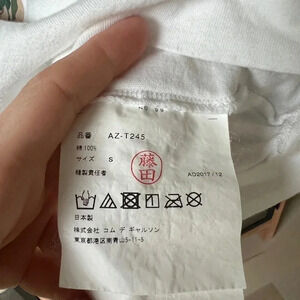 品番 AZ-T245
綿100%
サイズ S
縫製責任者
藤田
AD2017/12
日本製
株式会社 コム デ ギャルソン
東京都港区南青山5-11-5